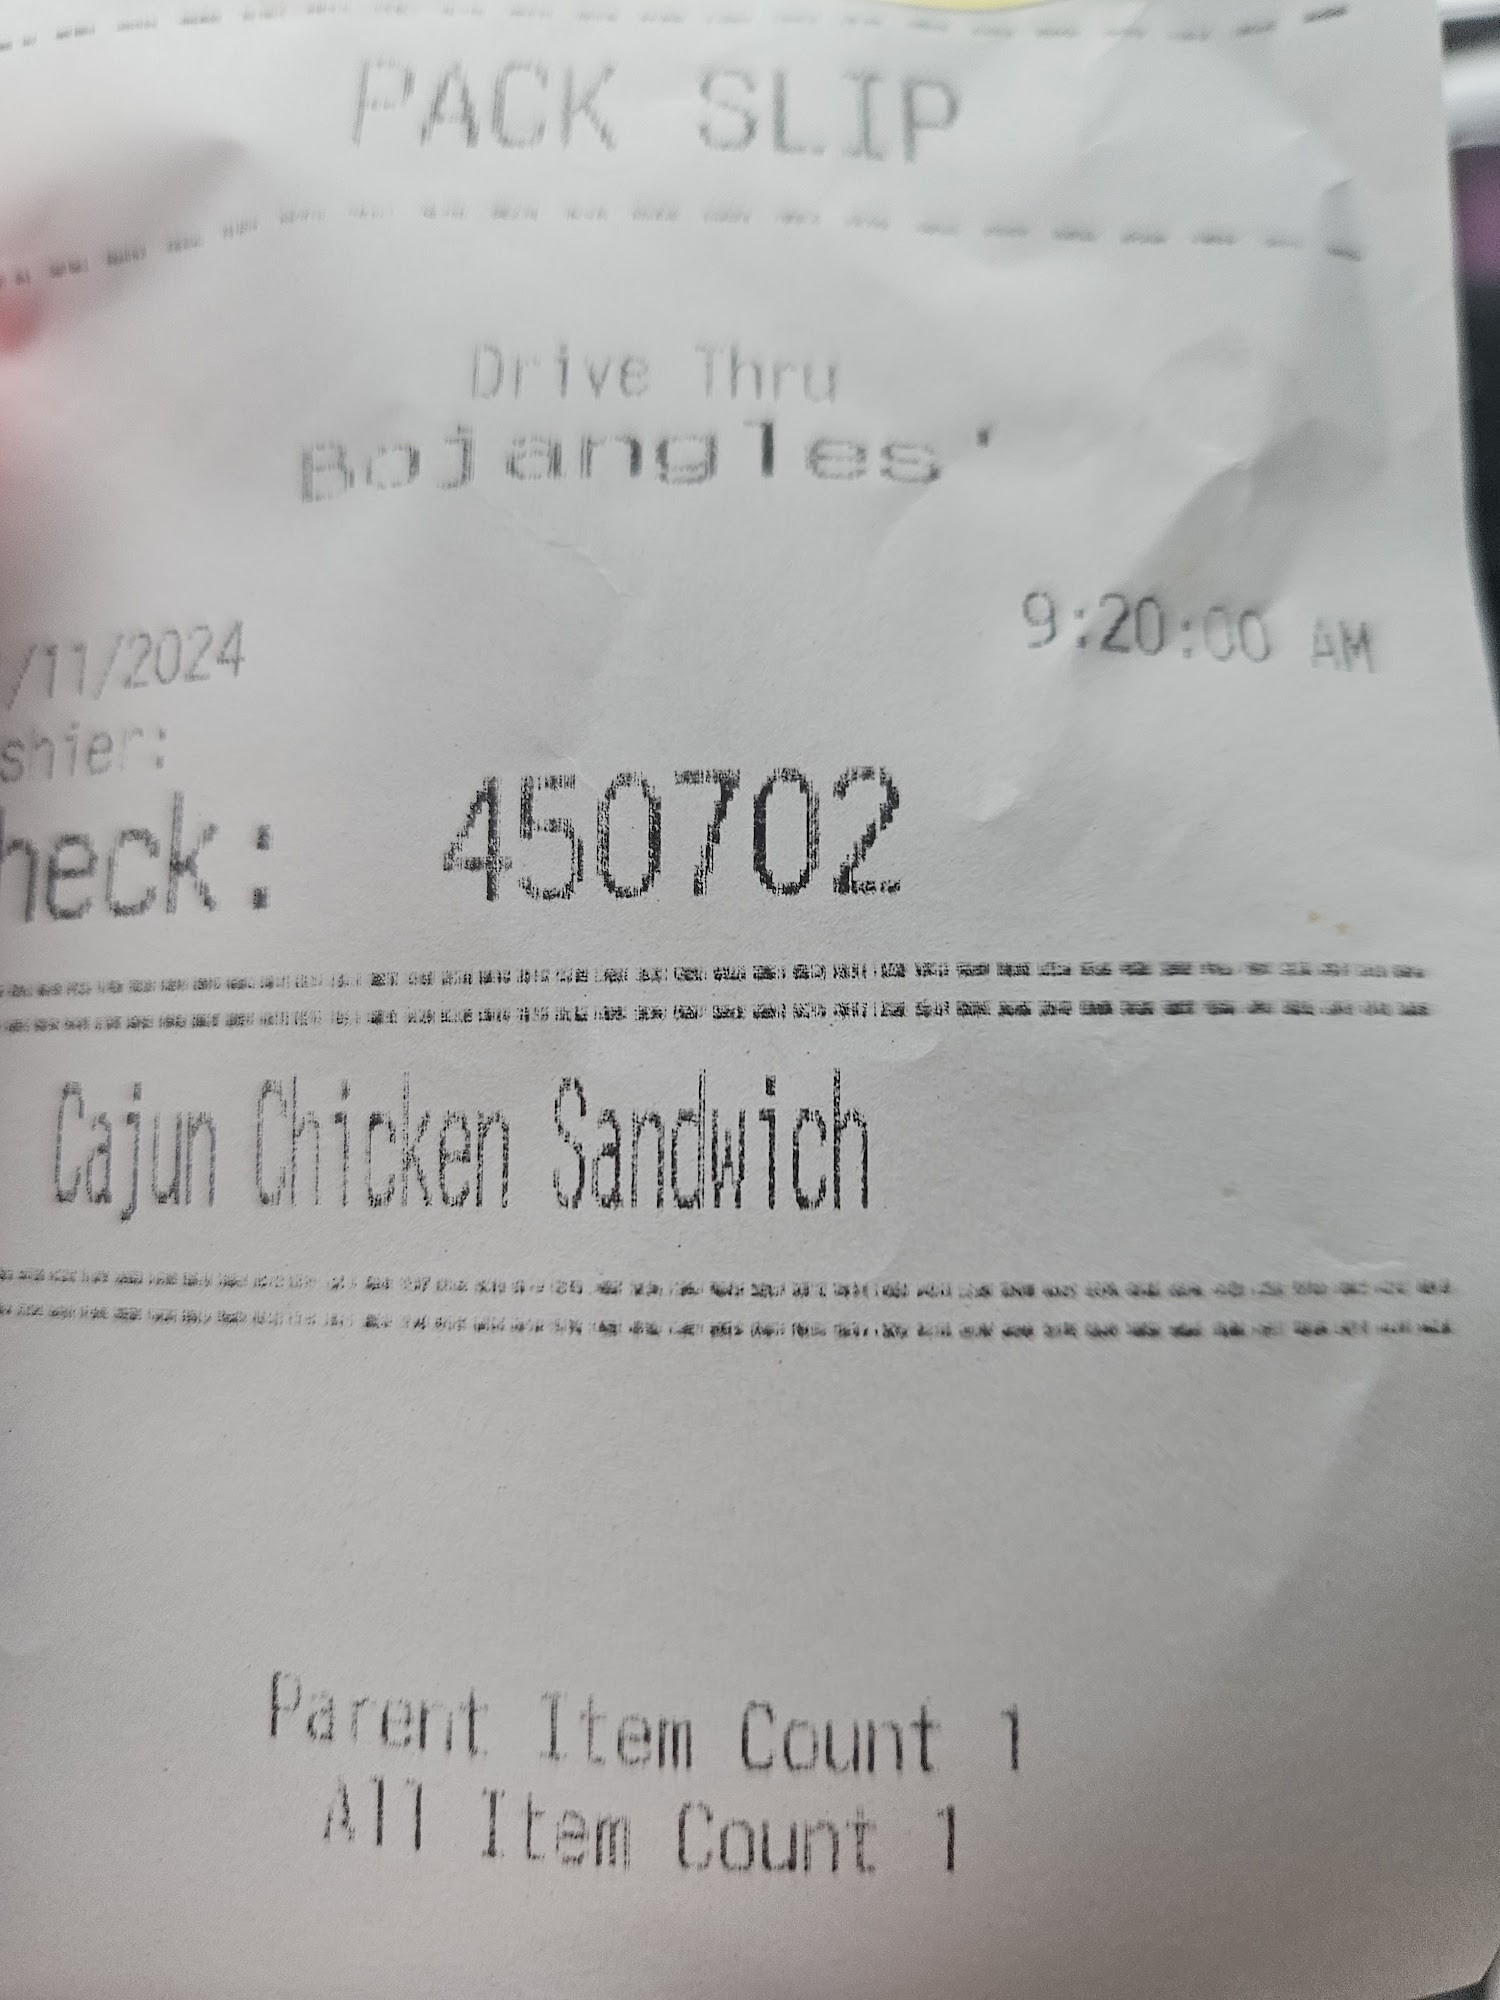 PACK SLIP
Drive Thru
Bojangles'
/11/2024 9:20:00 AM
shier:
heck: 450702
Cajun Chicken Sandwich
Parent Item Count 1
All Item Count 1